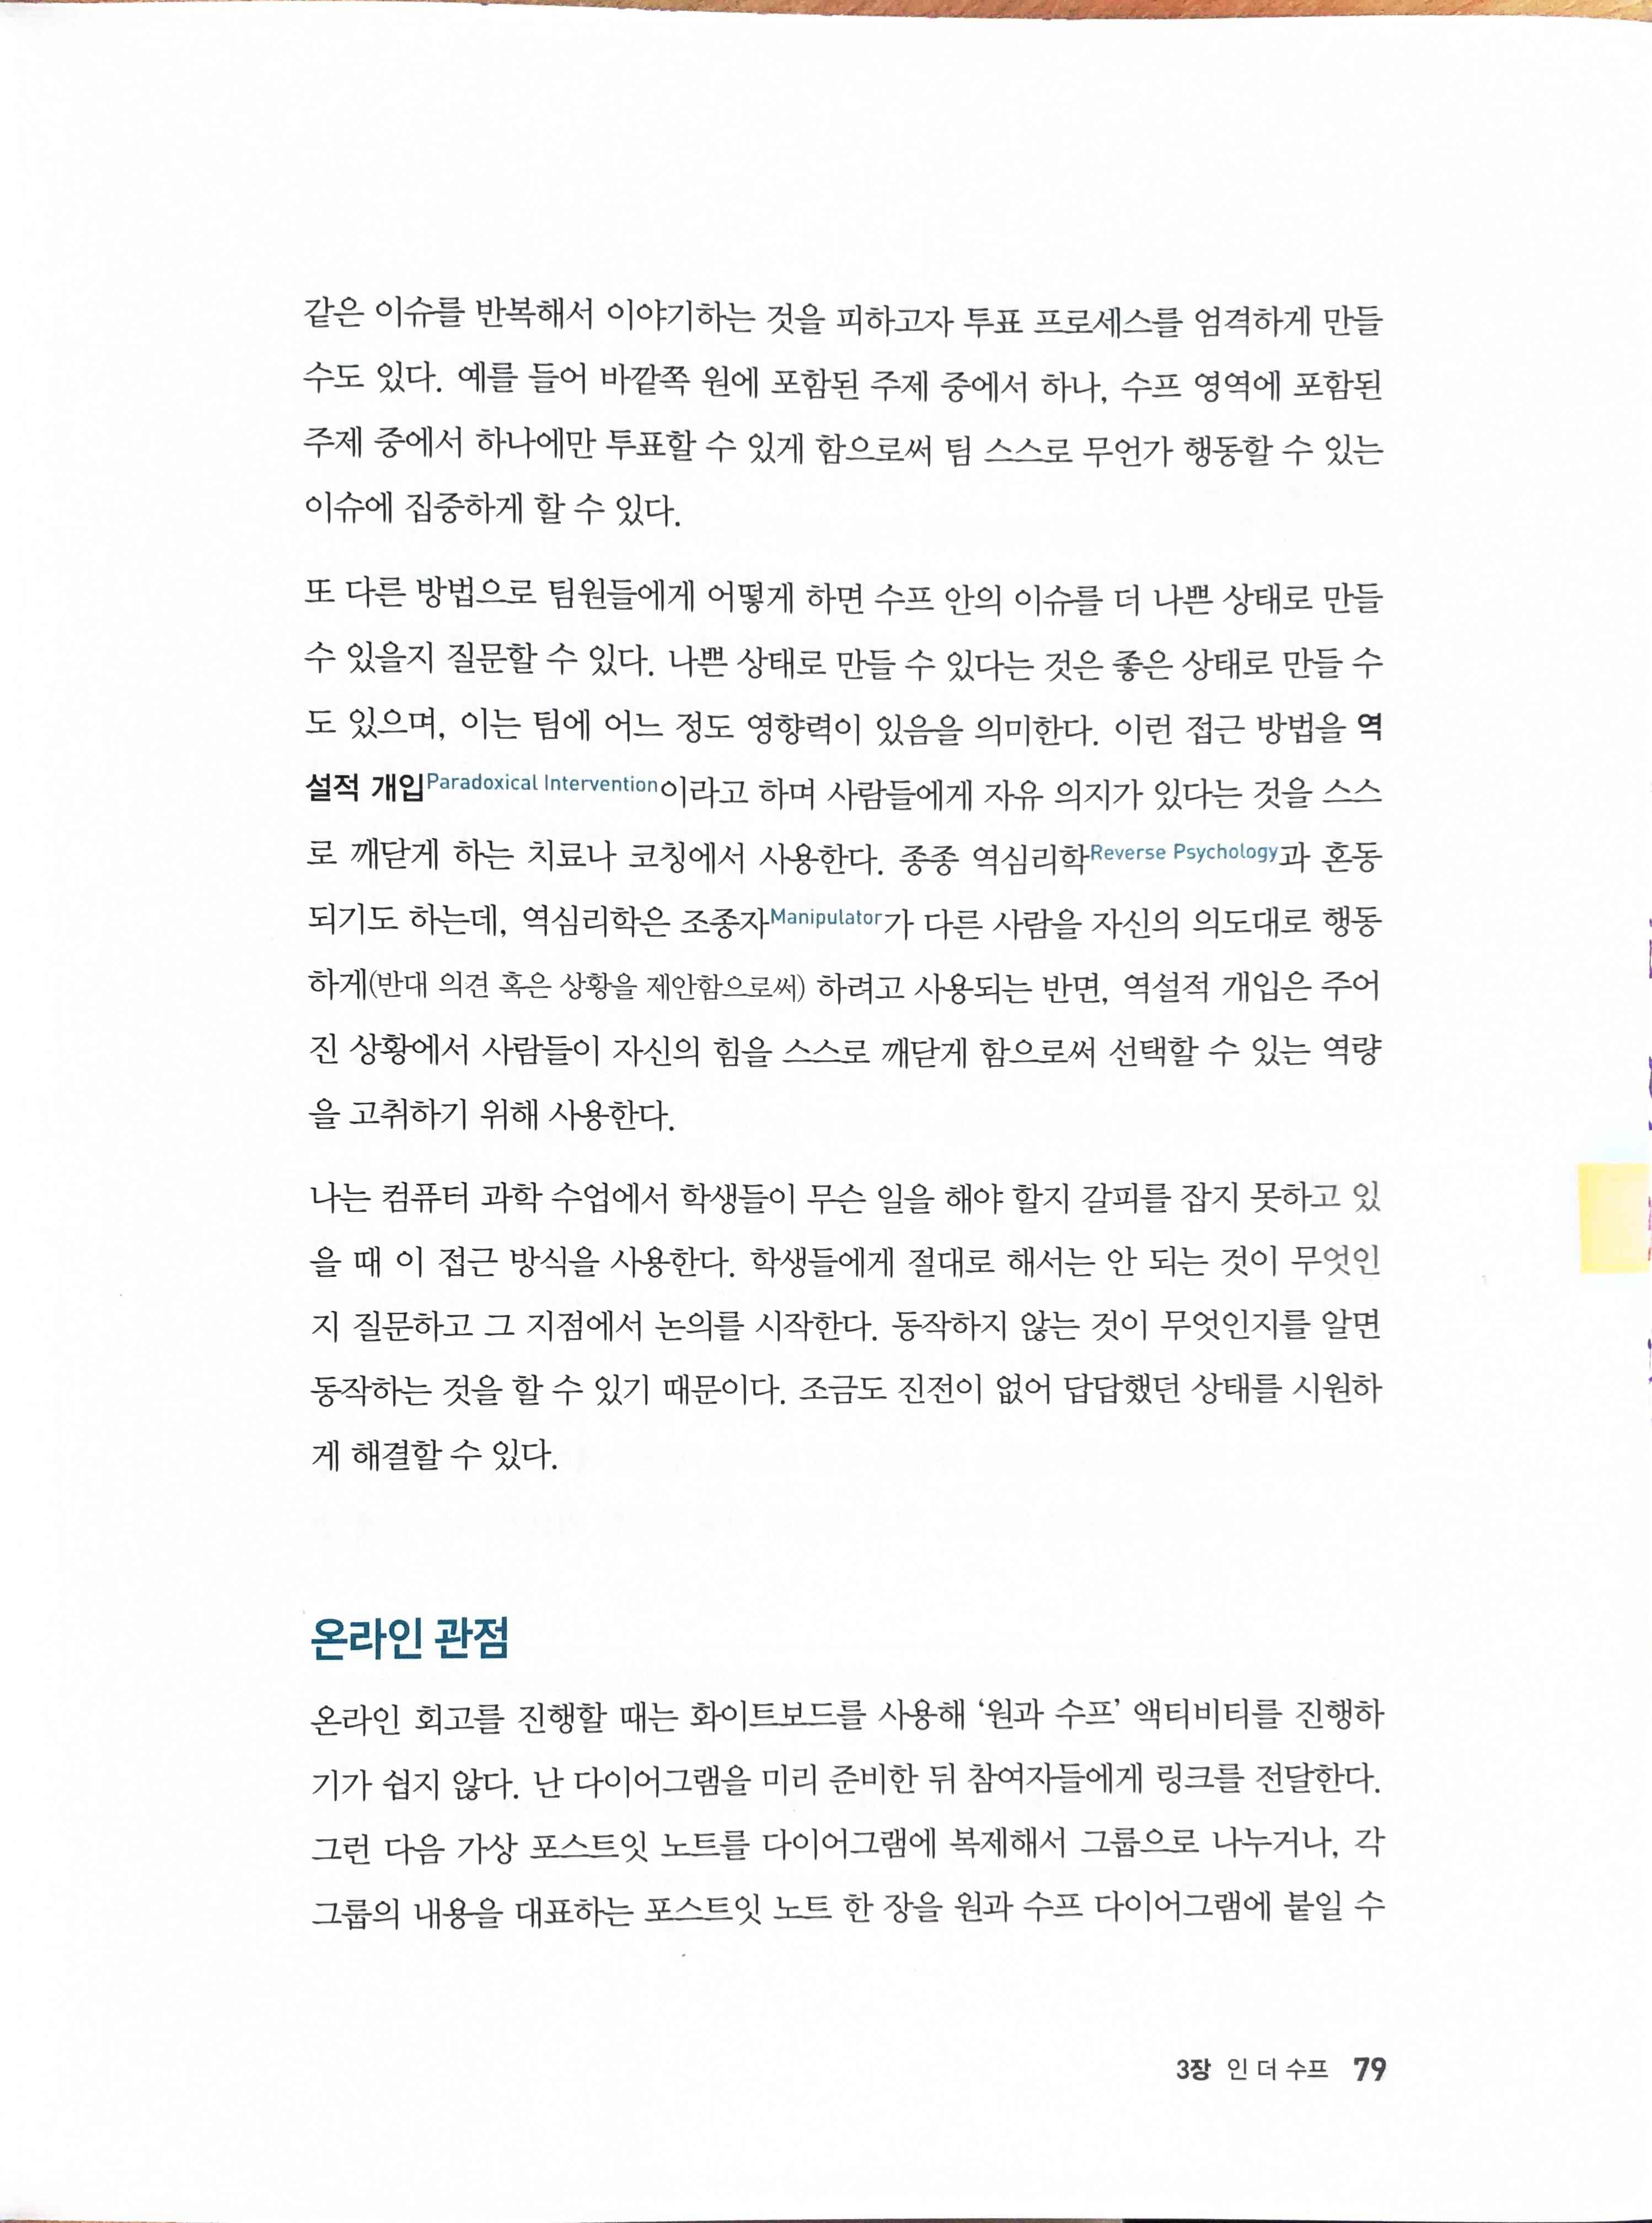 같은 이슈를 반복해서 이야기하는 것을 피하고자 투표 프로세스를 엄격하게 만들
수도 있다. 예를 들어 바깥쪽 원에 포함된 주제 중에서 하나, 수프 영역에 포함된
주제 중에서 하나에만 투표할 수 있게 함으로써 팀 스스로 무언가 행동할 수 있는
이슈에 집중하게 할 수 있다.
또 다른 방법으로 팀원들에게 어떻게 하면 수프 안의 이슈를 더 나쁜 상태로 만들
수 있을지 질문할 수 있다. 나쁜 상태로 만들 수 있다는 것은 좋은 상태로 만들 수
도 있으며, 이는 팀에 어느 정도 영향력이 있음을 의미한다. 이런 접근 방법을 역
설적 개입Paradoxical Intervention이라고 하며 사람들에게 자유 의지가 있다는 것을 스스
로 깨닫게 하는 치료나 코칭에서 사용한다. 종종 역심리학Reverse Psychology과 혼동
되기도 하는데, 역심리학은 조종자Manipulator가 다른 사람을 자신의 의도대로 행동
하게(반대 의견 혹은 상황을 제안함으로써) 하려고 사용되는 반면, 역설적 개입은 주어
진 상황에서 사람들이 자신의 힘을 스스로 깨닫게 함으로써 선택할 수 있는 역량
을 고취하기 위해 사용한다.
나는 컴퓨터 과학 수업에서 학생들이 무슨 일을 해야 할지 갈피를 잡지 못하고 있
을 때 이 접근 방식을 사용한다. 학생들에게 절대로 해서는 안 되는 것이 무엇인
지 질문하고 그 지점에서 논의를 시작한다. 동작하지 않는 것이 무엇인지를 알면
동작하는 것을 할 수 있기 때문이다. 조금도 진전이 없어 답답했던 상태를 시원하
게 해결할 수 있다.
온라인 관점
온라인 회고를 진행할 때는 화이트보드를 사용해 ‘원과 수프’ 액티비티를 진행하
기가 쉽지 않다. 난 다이어그램을 미리 준비한 뒤 참여자들에게 링크를 전달한다.
그런 다음 가상 포스트잇 노트를 다이어그램에 복제해서 그룹으로 나누거나, 각
그룹의 내용을 대표하는 포스트잇 노트 한 장을 원과 수프 다이어그램에 붙일 수
3장 인 더 수프 79